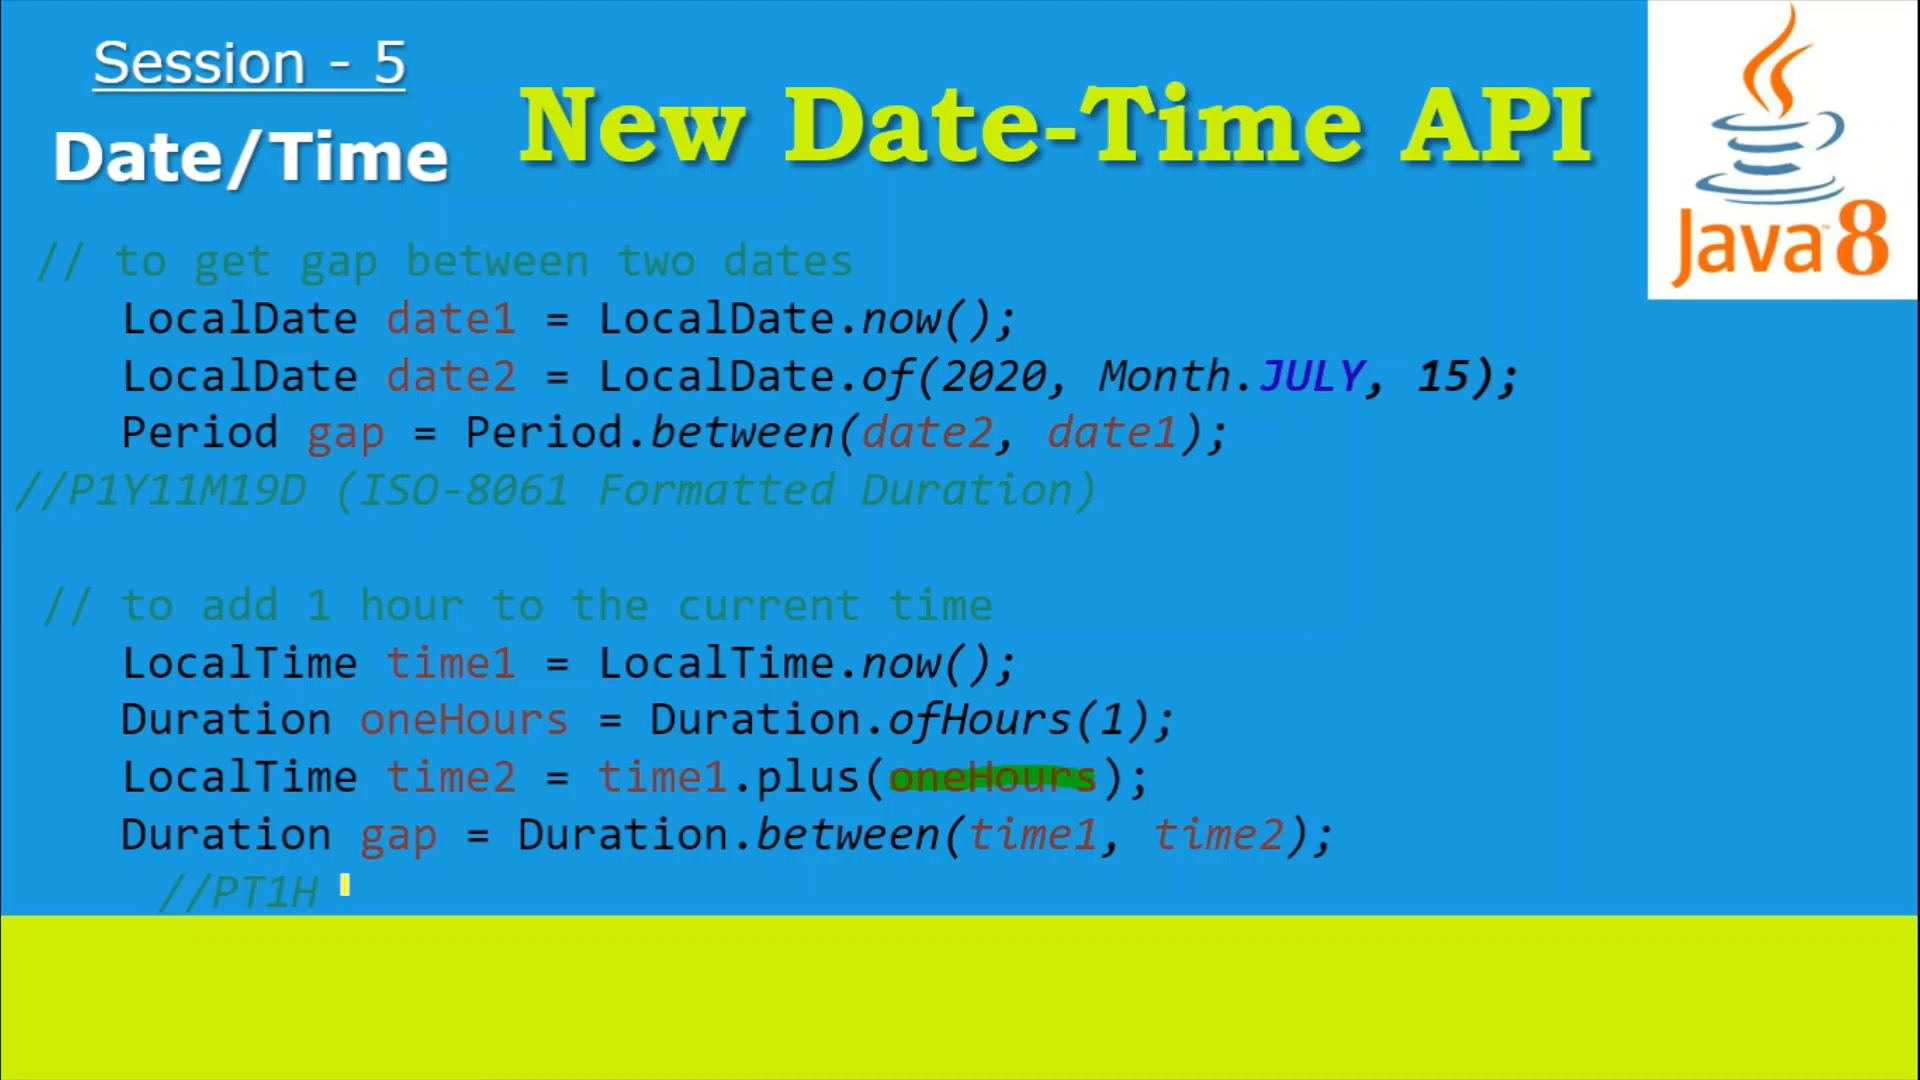 Session - 5
Date/Time
New Date-Time API
Java™ 8
// to get gap between two dates
LocalDate date1 = LocalDate.now();
LocalDate date2 = LocalDate.of(2020, Month.JULY, 15);
Period gap = Period.between(date2, date1);
//P1Y11M19D (ISO-8061 Formatted Duration)
// to add 1 hour to the current time
LocalTime time1 = LocalTime.now();
Duration oneHours = Duration.ofHours(1);
LocalTime time2 = time1.plus(oneHours);
Duration gap = Duration.between(time1, time2);
//PT1H